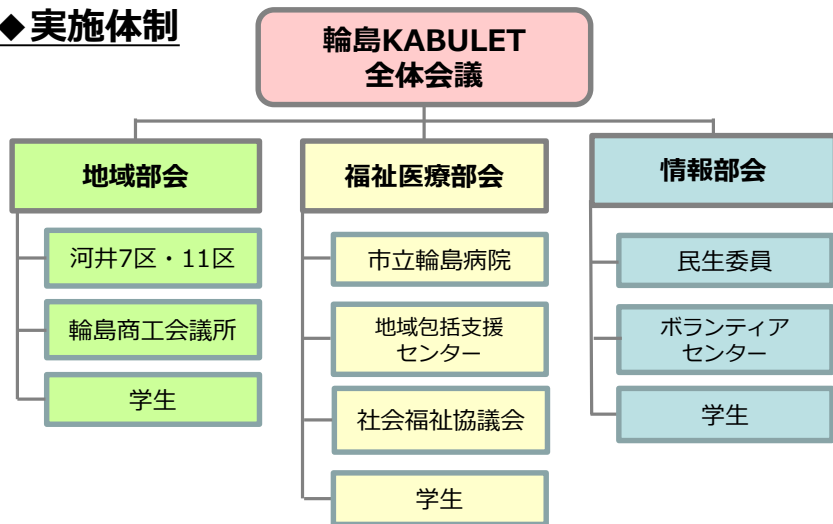 ◆実施体制
輪島KABULET
全体会議
地域部会
河井7区・11区
輪島商工会議所
学生
福祉医療部会
市立輪島病院
地域包括支援
センター
社会福祉協議会
学生
情報部会
民生委員
ボランティア
センター
学生